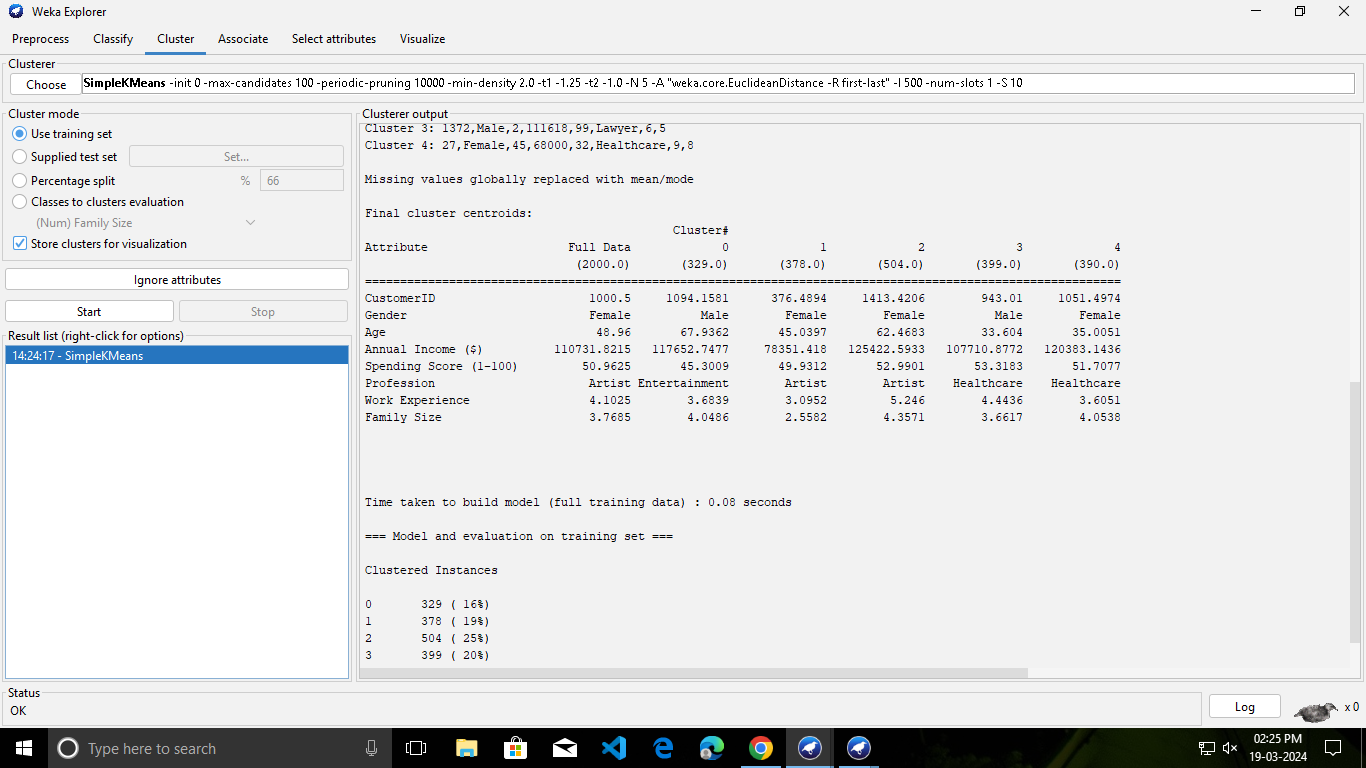 Weka Explorer
Preprocess Classify Cluster Associate Select attributes Visualize
Clusterer
Choose SimpleKMeans -init 0 -max-candidates 100 -periodic-pruning 10000 -min-density 2.0 -t1 -1.25 -t2 -1.0 -N 5 -A "weka.core.EuclideanDistance -R first-last" -I 500 -num-slots 1 -S 10
Cluster mode
Use training set
Supplied test set Set...
Percentage split % 66
Classes to clusters evaluation
(Num) Family Size
Store clusters for visualization
Ignore attributes
Start Stop
Result list (right-click for options)
14:24:17 - SimpleKMeans
Clusterer output
Cluster 3: 1372,Male,2,111618,99,Lawyer,6,5
Cluster 4: 27,Female,45,68000,32,Healthcare,9,8
Missing values globally replaced with mean/mode
Final cluster centroids:
Cluster#
Attribute Full Data 0 1 2 3 4
(2000.0) (329.0) (378.0) (504.0) (399.0) (390.0)
============================================================================================================
CustomerID 1000.5 1094.1581 376.4894 1413.4206 943.01 1051.4974
Gender Female Male Female Female Male Female
Age 48.96 67.9362 45.0397 62.4683 33.604 35.0051
Annual Income ($) 110731.8215 117652.7477 78351.418 125422.5933 107710.8772 120383.1436
Spending Score (1-100) 50.9625 45.3009 49.9312 52.9901 53.3183 51.7077
Profession Artist Entertainment Artist Artist Healthcare Healthcare
Work Experience 4.1025 3.6839 3.0952 5.246 4.4436 3.6051
Family Size 3.7685 4.0486 2.5582 4.3571 3.6617 4.0538
Time taken to build model (full training data) : 0.08 seconds
=== Model and evaluation on training set ===
Clustered Instances
0 329 ( 16%)
1 378 ( 19%)
2 504 ( 25%)
3 399 ( 20%)
Status
OK
Log
x 0
Type here to search
02:25 PM
19-03-2024